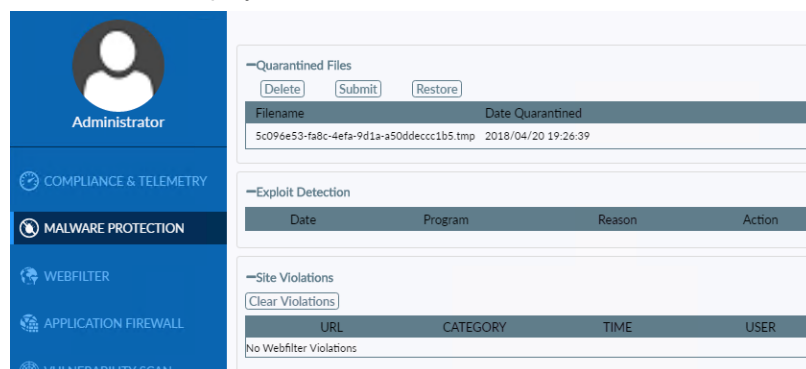 Administrator
COMPLIANCE & TELEMETRY
MALWARE PROTECTION
WEBFILTER
APPLICATION FIREWALL
Quarantined Files
Delete Submit Restore
Filename Date Quarantined
5c096e53-fa8c-4efa-9d1a-a50ddeccc1b5.tmp 2018/04/20 19:26:39
Exploit Detection
Date Program Reason Action
Site Violations
Clear Violations
URL CATEGORY TIME USER
No Webfilter Violations